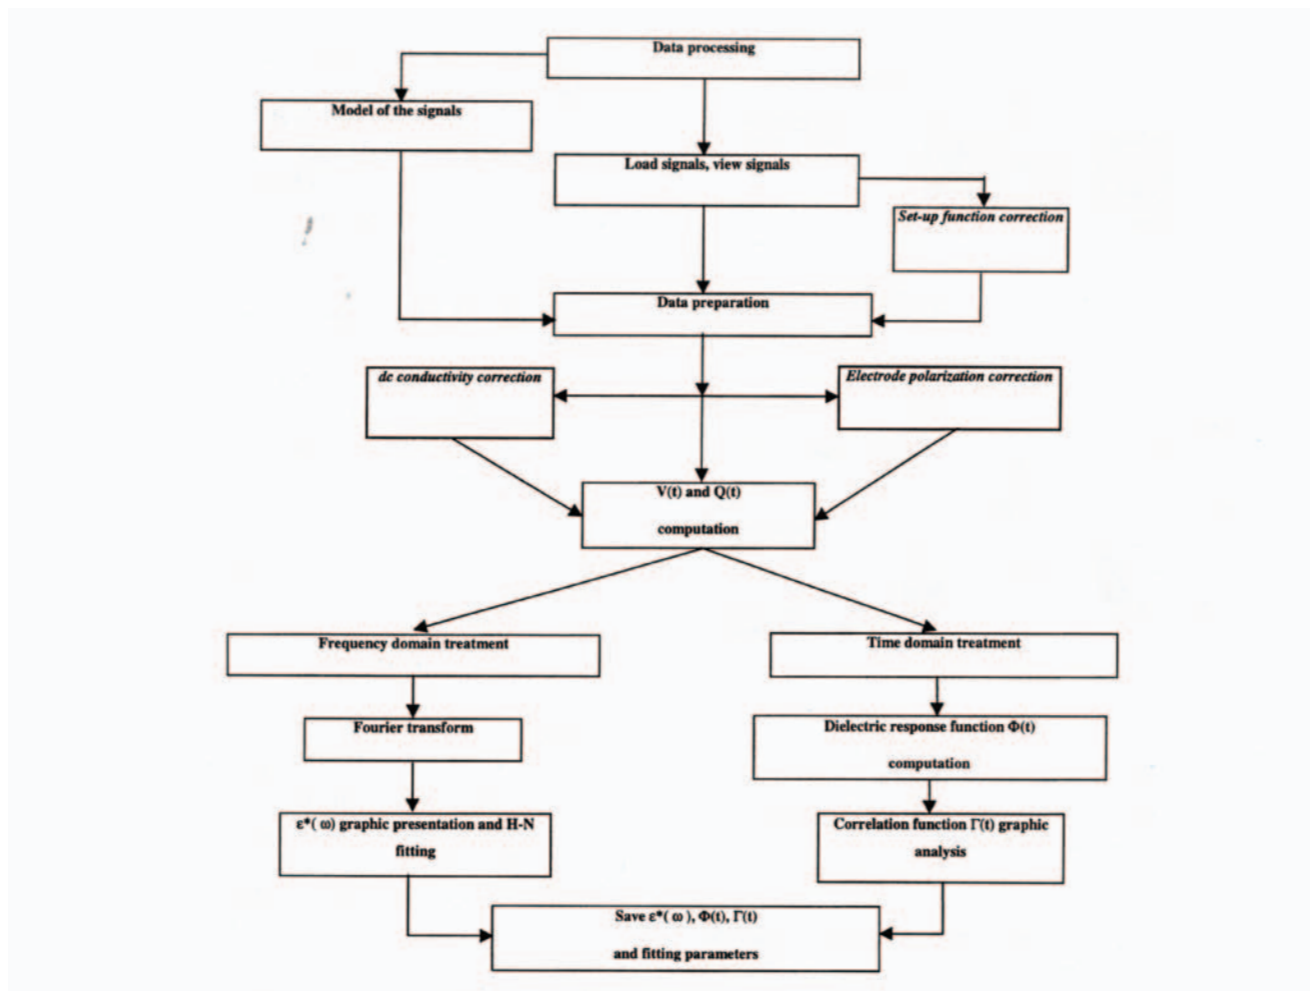 Data processing
Model of the signals
Load signals, view signals
Set-up function correction
Data preparation
dc conductivity correction
Electrode polarization correction
V(t) and Q(t)
computation
Frequency domain treatment
Time domain treatment
Fourier transform
Dielectric response function Φ(t)
computation
ε*( ω) graphic presentation and H-N
fitting
Correlation function Γ(t) graphic
analysis
Save ε*( ω ), Φ(t), Γ(t)
and fitting parameters